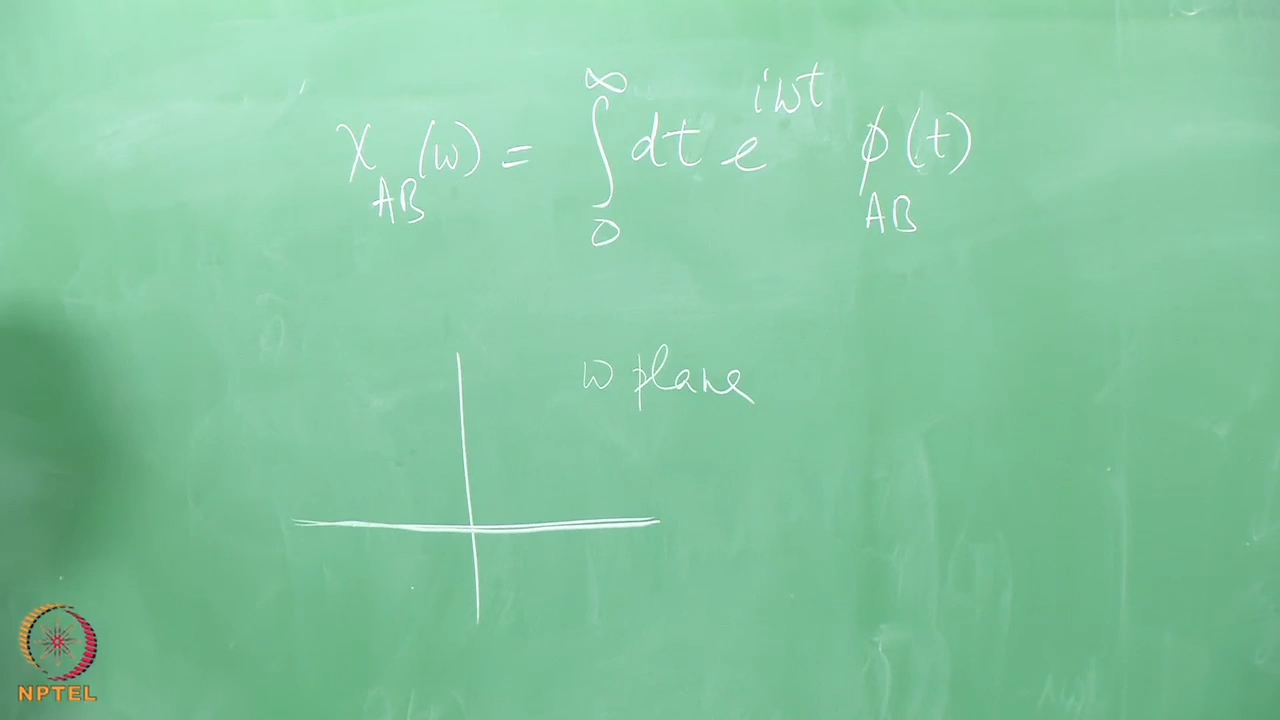 χ_AB(ω) = ∫_0^∞ dt e^{iωt} ϕ_AB(t)
ω plane
NPTEL